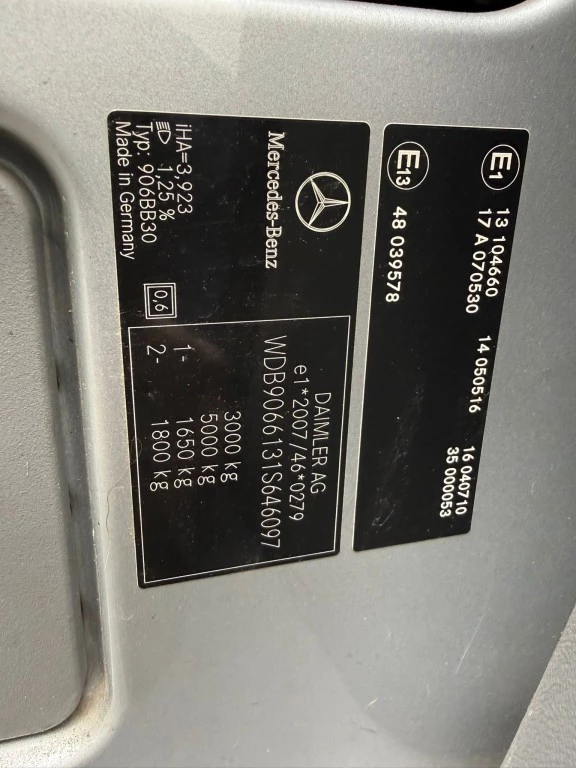 E1
13 104660 14 050516 16 040710
17 A 070530 35 000053
E13
48 039578
Mercedes-Benz
iHA=3,923
1,25 %
Typ: 906BB30
Made in Germany
0,6
DAIMLER AG
e1*2007/46*0279
WDB9066131S646097
3000 kg
5000 kg
1- 1650 kg
2- 1800 kg